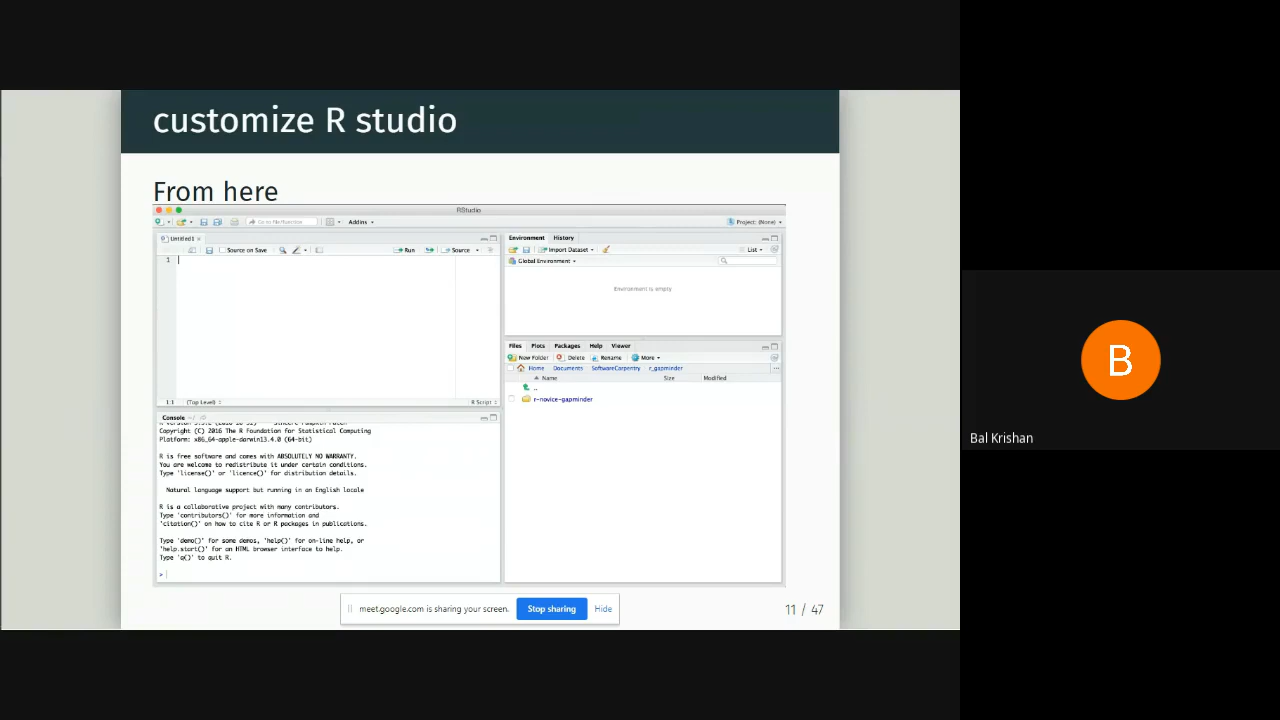 customize R studio
From here
RStudio
Go to file/function
Addins
Project: (None)
Untitled1
Source on Save
Run
Source
1
1:1
(Top Level)
R Script
Console ~/
Copyright (C) 2016 The R Foundation for Statistical Computing
Platform: x86_64-apple-darwin13.4.0 (64-bit)
R is free software and comes with ABSOLUTELY NO WARRANTY.
You are welcome to redistribute it under certain conditions.
Type 'license()' or 'licence()' for distribution details.
Natural language support but running in an English locale
R is a collaborative project with many contributors.
Type 'contributors()' for more information and
'citation()' on how to cite R or R packages in publications.
Type 'demo()' for some demos, 'help()' for on-line help, or
'help.start()' for an HTML browser interface to help.
Type 'q()' to quit R.
>
Environment History
Import Dataset
List
Global Environment
Environment is empty
Files Plots Packages Help Viewer
New Folder Delete Rename More
Home Documents SoftwareCarpentry r_gapminder
Name Size Modified
..
r-novice-gapminder
meet.google.com is sharing your screen.
Stop sharing
Hide
11 / 47
B
Bal Krishan